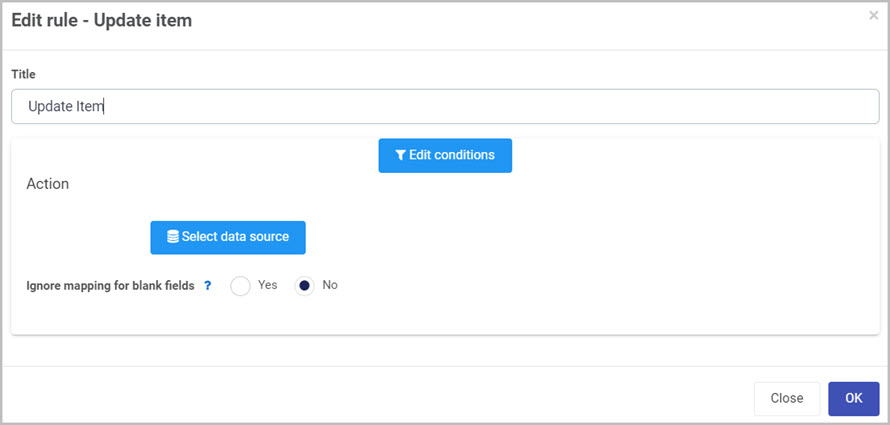 Edit rule - Update item
×
Title
Update Item
Edit conditions
Action
Select data source
Ignore mapping for blank fields ? Yes No
Close OK